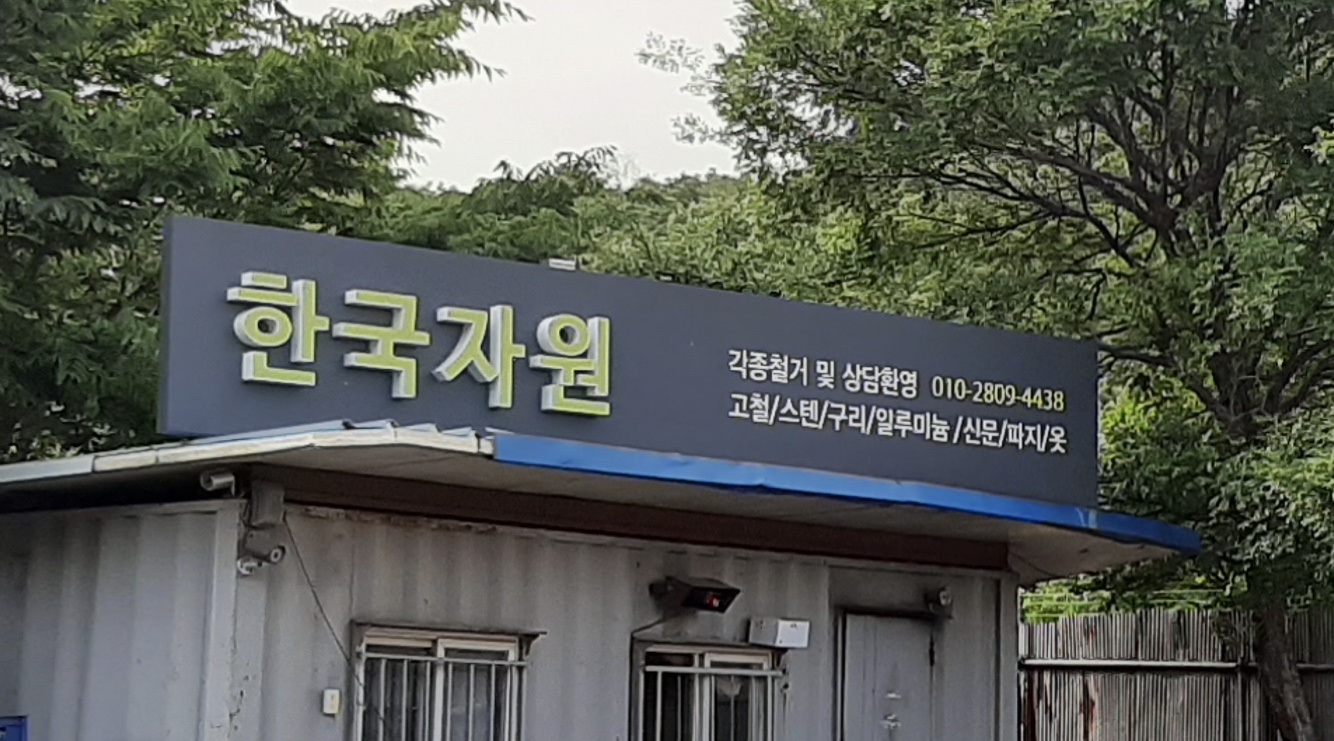 한국자원
각종철거 및 상담환영 010-2809-4438
고철/스텐/구리/알루미늄/신문/파지/옷